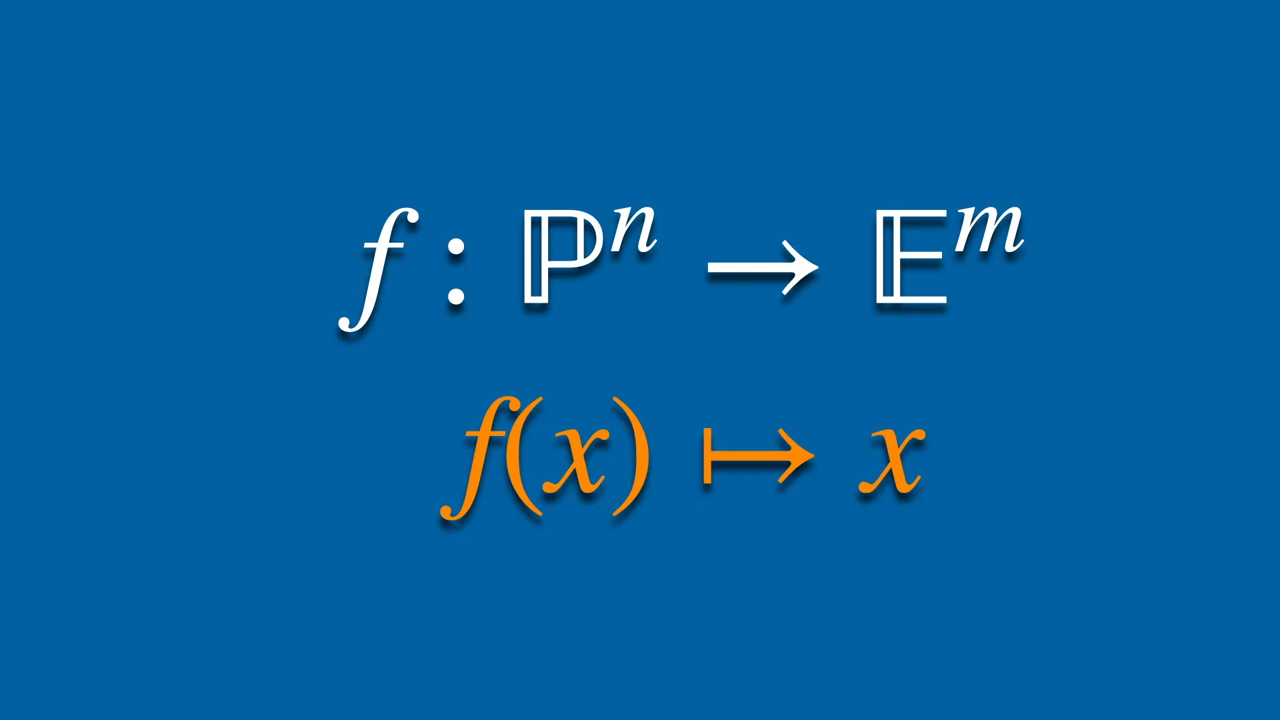 f : ℙⁿ → 𝔼ᵐ
f(x) ↦ x